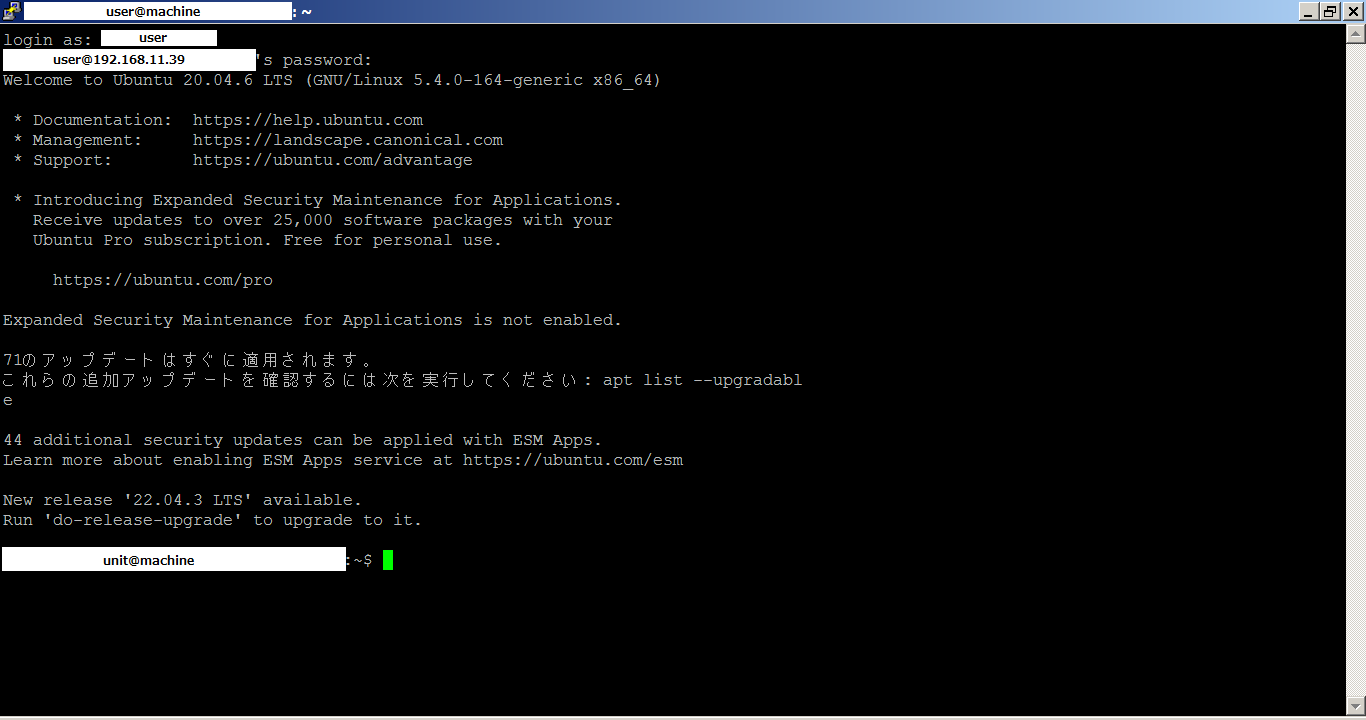 user@machine : ~
login as: user
user@192.168.11.39's password:
Welcome to Ubuntu 20.04.6 LTS (GNU/Linux 5.4.0-164-generic x86_64)
* Documentation: https://help.ubuntu.com
* Management: https://landscape.canonical.com
* Support: https://ubuntu.com/advantage
* Introducing Expanded Security Maintenance for Applications.
Receive updates to over 25,000 software packages with your
Ubuntu Pro subscription. Free for personal use.
https://ubuntu.com/pro
Expanded Security Maintenance for Applications is not enabled.
71のアップデートはすぐに適用されます。
これらの追加アップデートを確認するには次を実行してください: apt list --upgradabl
e
44 additional security updates can be applied with ESM Apps.
Learn more about enabling ESM Apps service at https://ubuntu.com/esm
New release '22.04.3 LTS' available.
Run 'do-release-upgrade' to upgrade to it.
unit@machine:~$